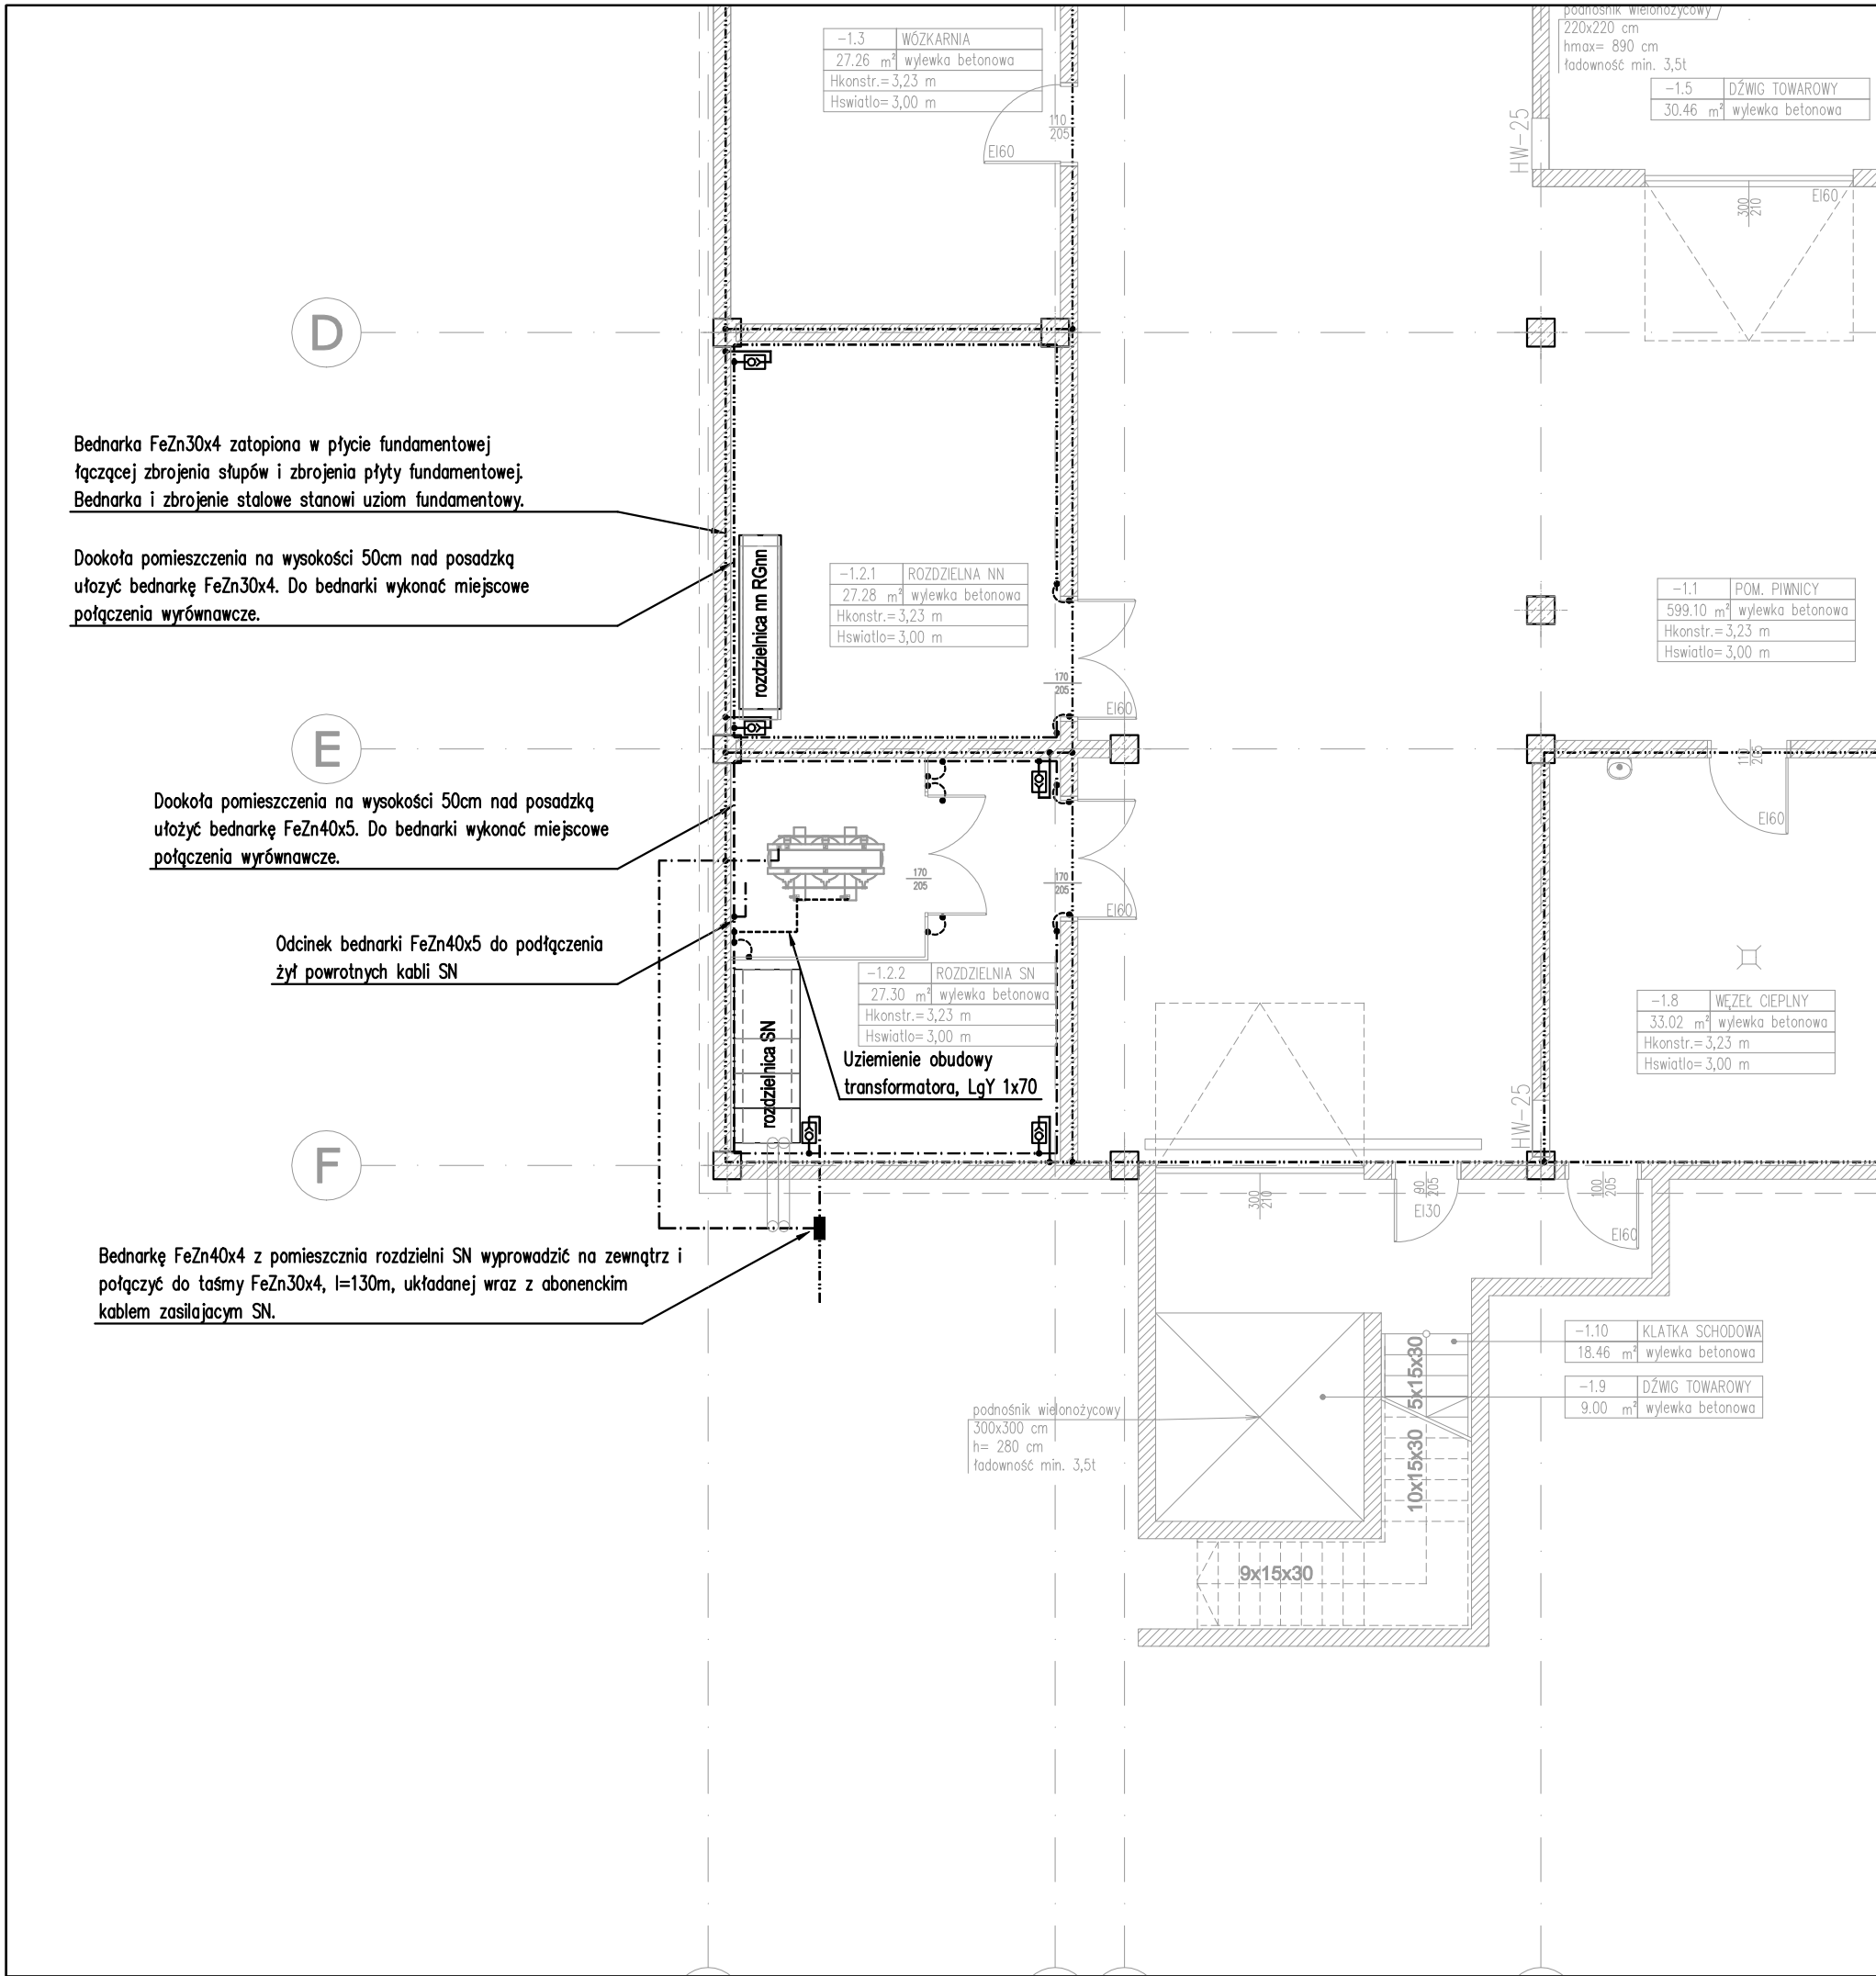 -1.3 WÓZKARNIA
27.26 m² wylewka betonowa
Hkonstr.= 3,23 m
Hswiatlo= 3,00 m
110
205
EI60
podnośnik wielonożycowy
220x220 cm
hmax= 890 cm
ładowność min. 3,5t
-1.5 DŹWIG TOWAROWY
30.46 m² wylewka betonowa
HW-25
300
210
EI60
D
Bednarka FeZn30x4 zatopiona w płycie fundamentowej
łączącej zbrojenia słupów i zbrojenia płyty fundamentowej.
Bednarka i zbrojenie stalowe stanowi uziom fundamentowy.
Dookoła pomieszczenia na wysokości 50cm nad posadzką
ułożyć bednarkę FeZn30x4. Do bednarki wykonać miejscowe
połączenia wyrównawcze.
rozdzielnica nn RGnn
-1.2.1 ROZDZIELNA NN
27.28 m² wylewka betonowa
Hkonstr.= 3,23 m
Hswiatlo= 3,00 m
170
205
EI60
-1.1 POM. PIWNICY
599.10 m² wylewka betonowa
Hkonstr.= 3,23 m
Hswiatlo= 3,00 m
E
110
205
EI60
Dookoła pomieszczenia na wysokości 50cm nad posadzką
ułożyć bednarkę FeZn40x5. Do bednarki wykonać miejscowe
połączenia wyrównawcze.
170
205
170
205
EI60
Odcinek bednarki FeZn40x5 do podłączenia
żył powrotnych kabli SN
-1.2.2 ROZDZIELNIA SN
27.30 m² wylewka betonowa
Hkonstr.= 3,23 m
Hswiatlo= 3,00 m
rozdzielnica SN
Uziemienie obudowy
transformatora, LgY 1x70
-1.8 WĘZEŁ CIEPLNY
33.02 m² wylewka betonowa
Hkonstr.= 3,23 m
Hswiatlo= 3,00 m
HW-25
F
300
210
90
205
EI30
100
205
EI60
Bednarkę FeZn40x4 z pomieszcznia rozdzielni SN wyprowadzić na zewnątrz i
połączyć do taśmy FeZn30x4, l=130m, układanej wraz z abonenckim
kablem zasilajacym SN.
-1.10 KLATKA SCHODOWA
18.46 m² wylewka betonowa
-1.9 DŹWIG TOWAROWY
9.00 m² wylewka betonowa
podnośnik wielonożycowy
300x300 cm
h= 280 cm
ładowność min. 3,5t
5x15x30
10x15x30
9x15x30